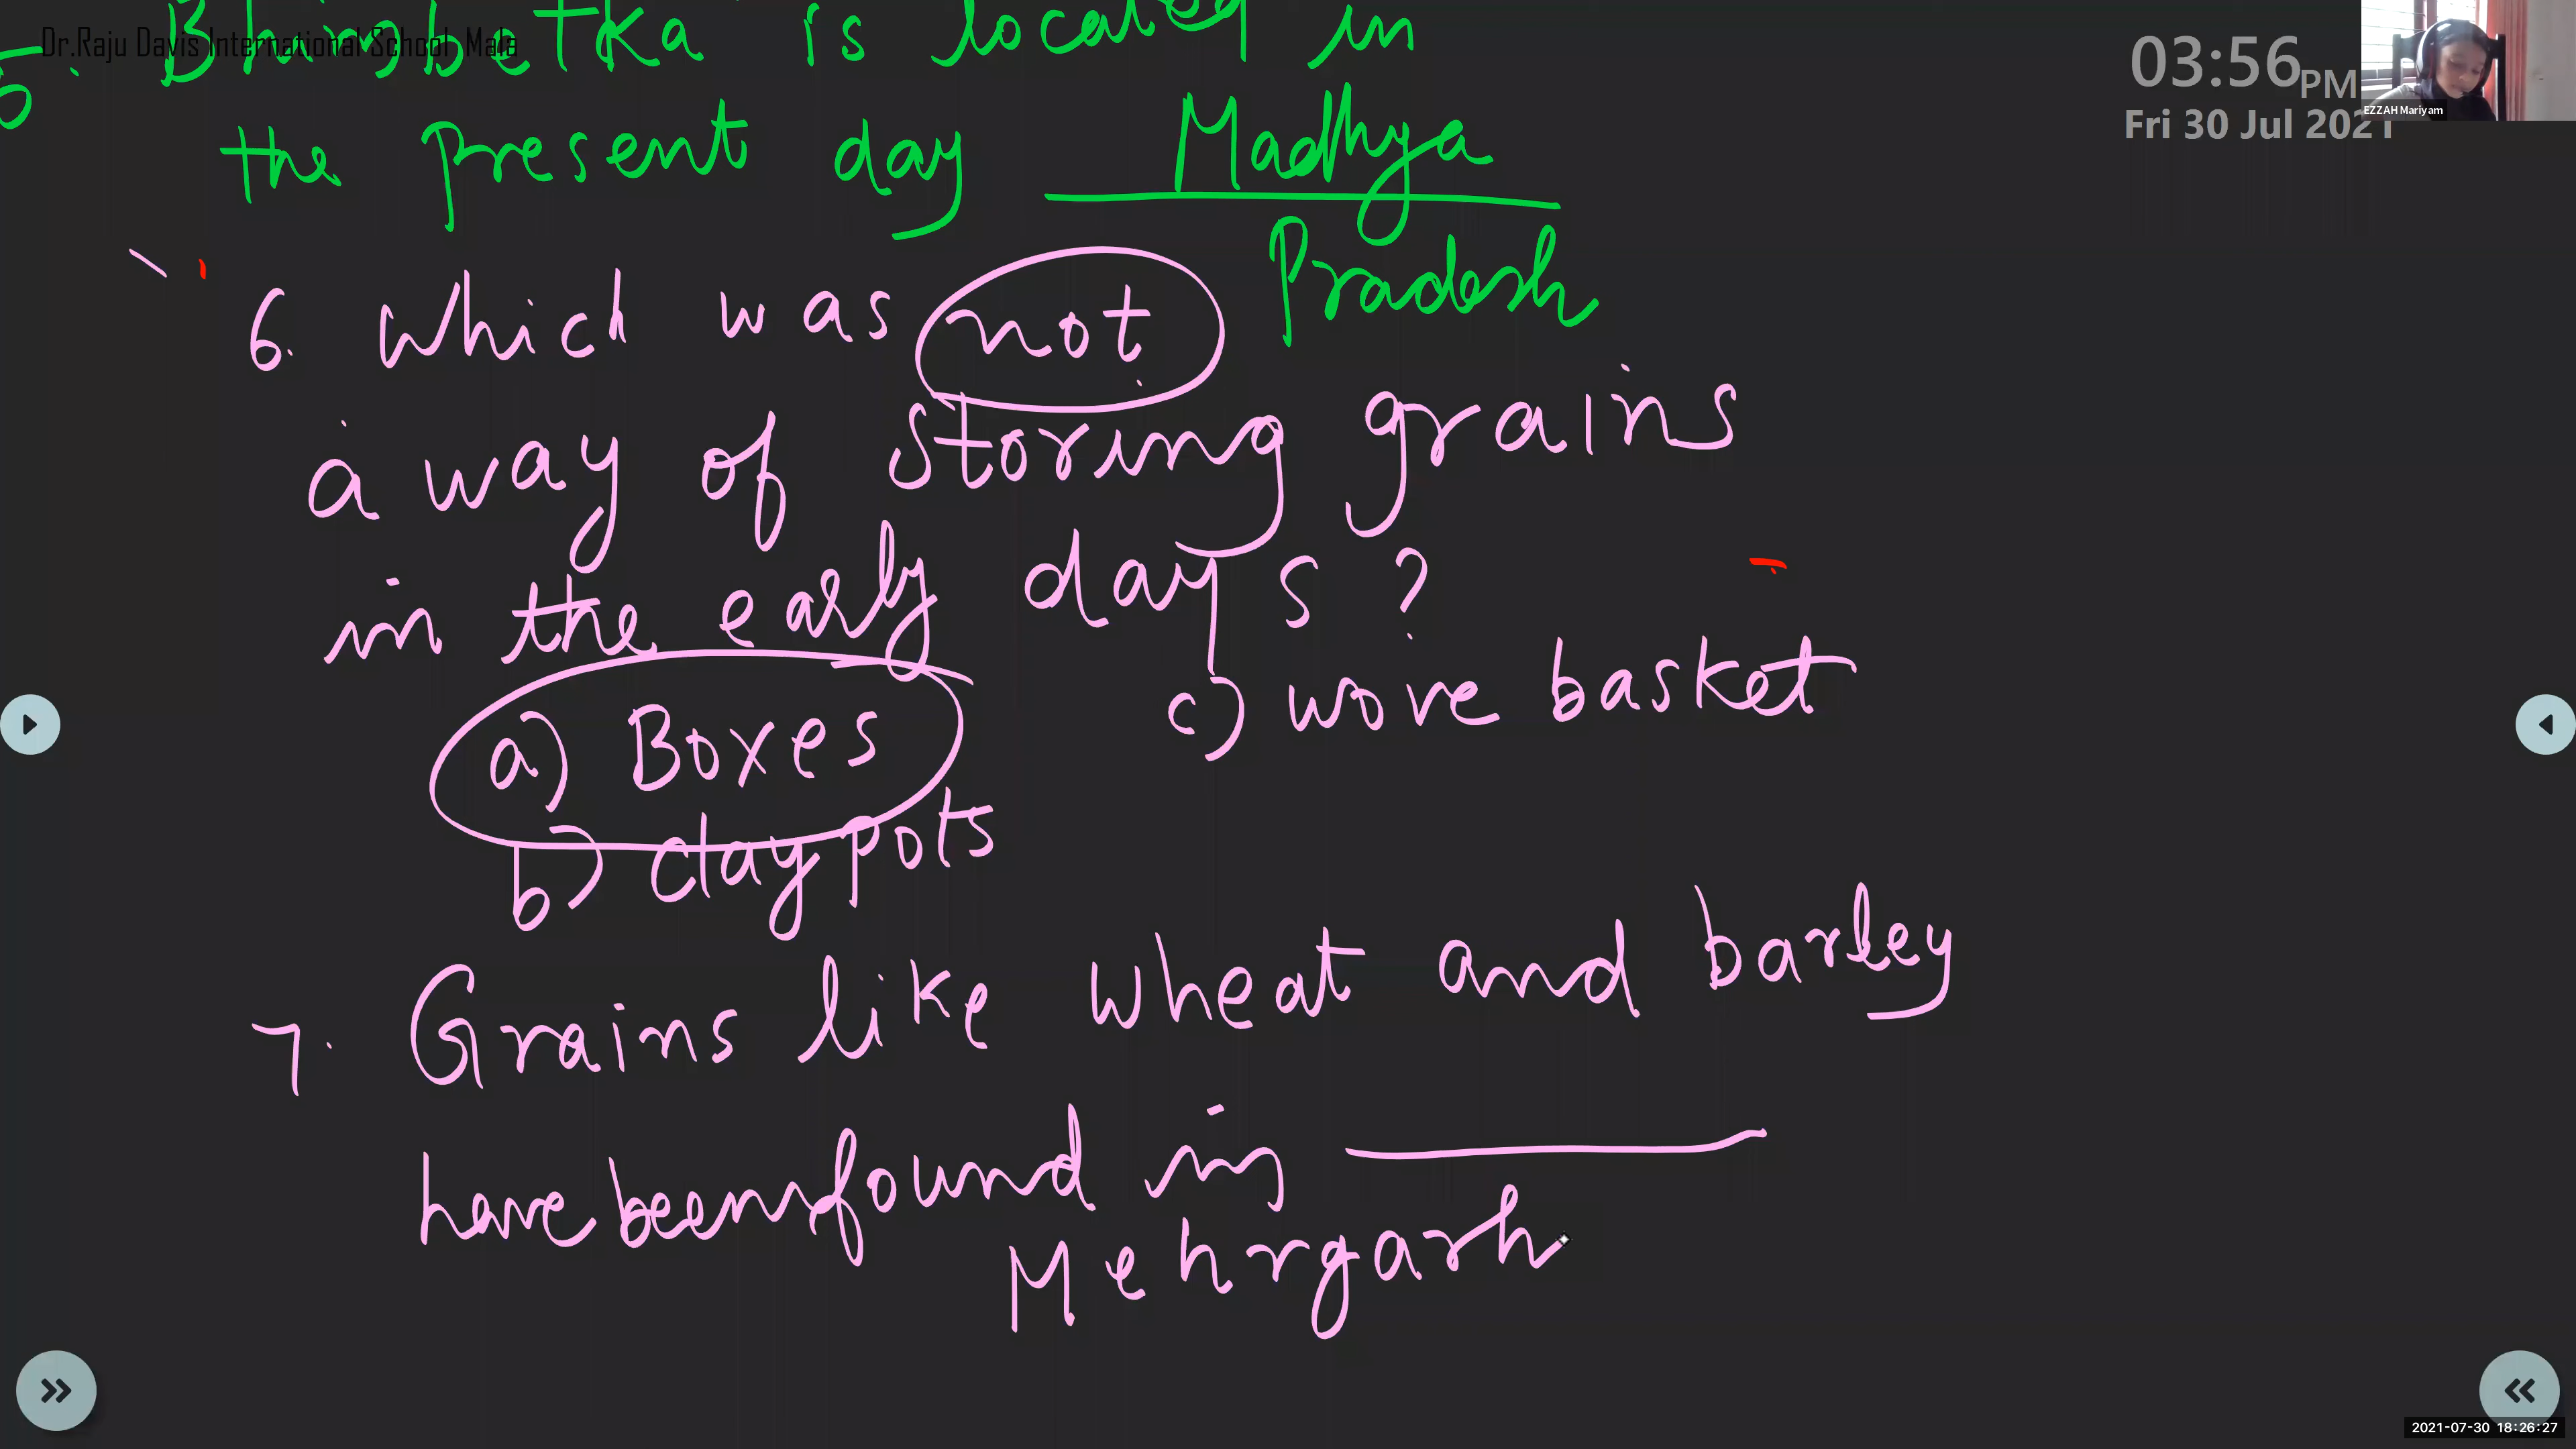 Dr.Raju Davis International School Mala
03:56 PM
Fri 30 Jul 2021
EZZAH Mariyam
5. Bhimbetka is located in
the present day Madhya
Pradesh
6. Which was not
a way of storing grains
in the early days ?
a) Boxes
c) wove basket
b) clay pots
7. Grains like wheat and barley
have been found in
Mehrgarh
2021-07-30 18:26:27